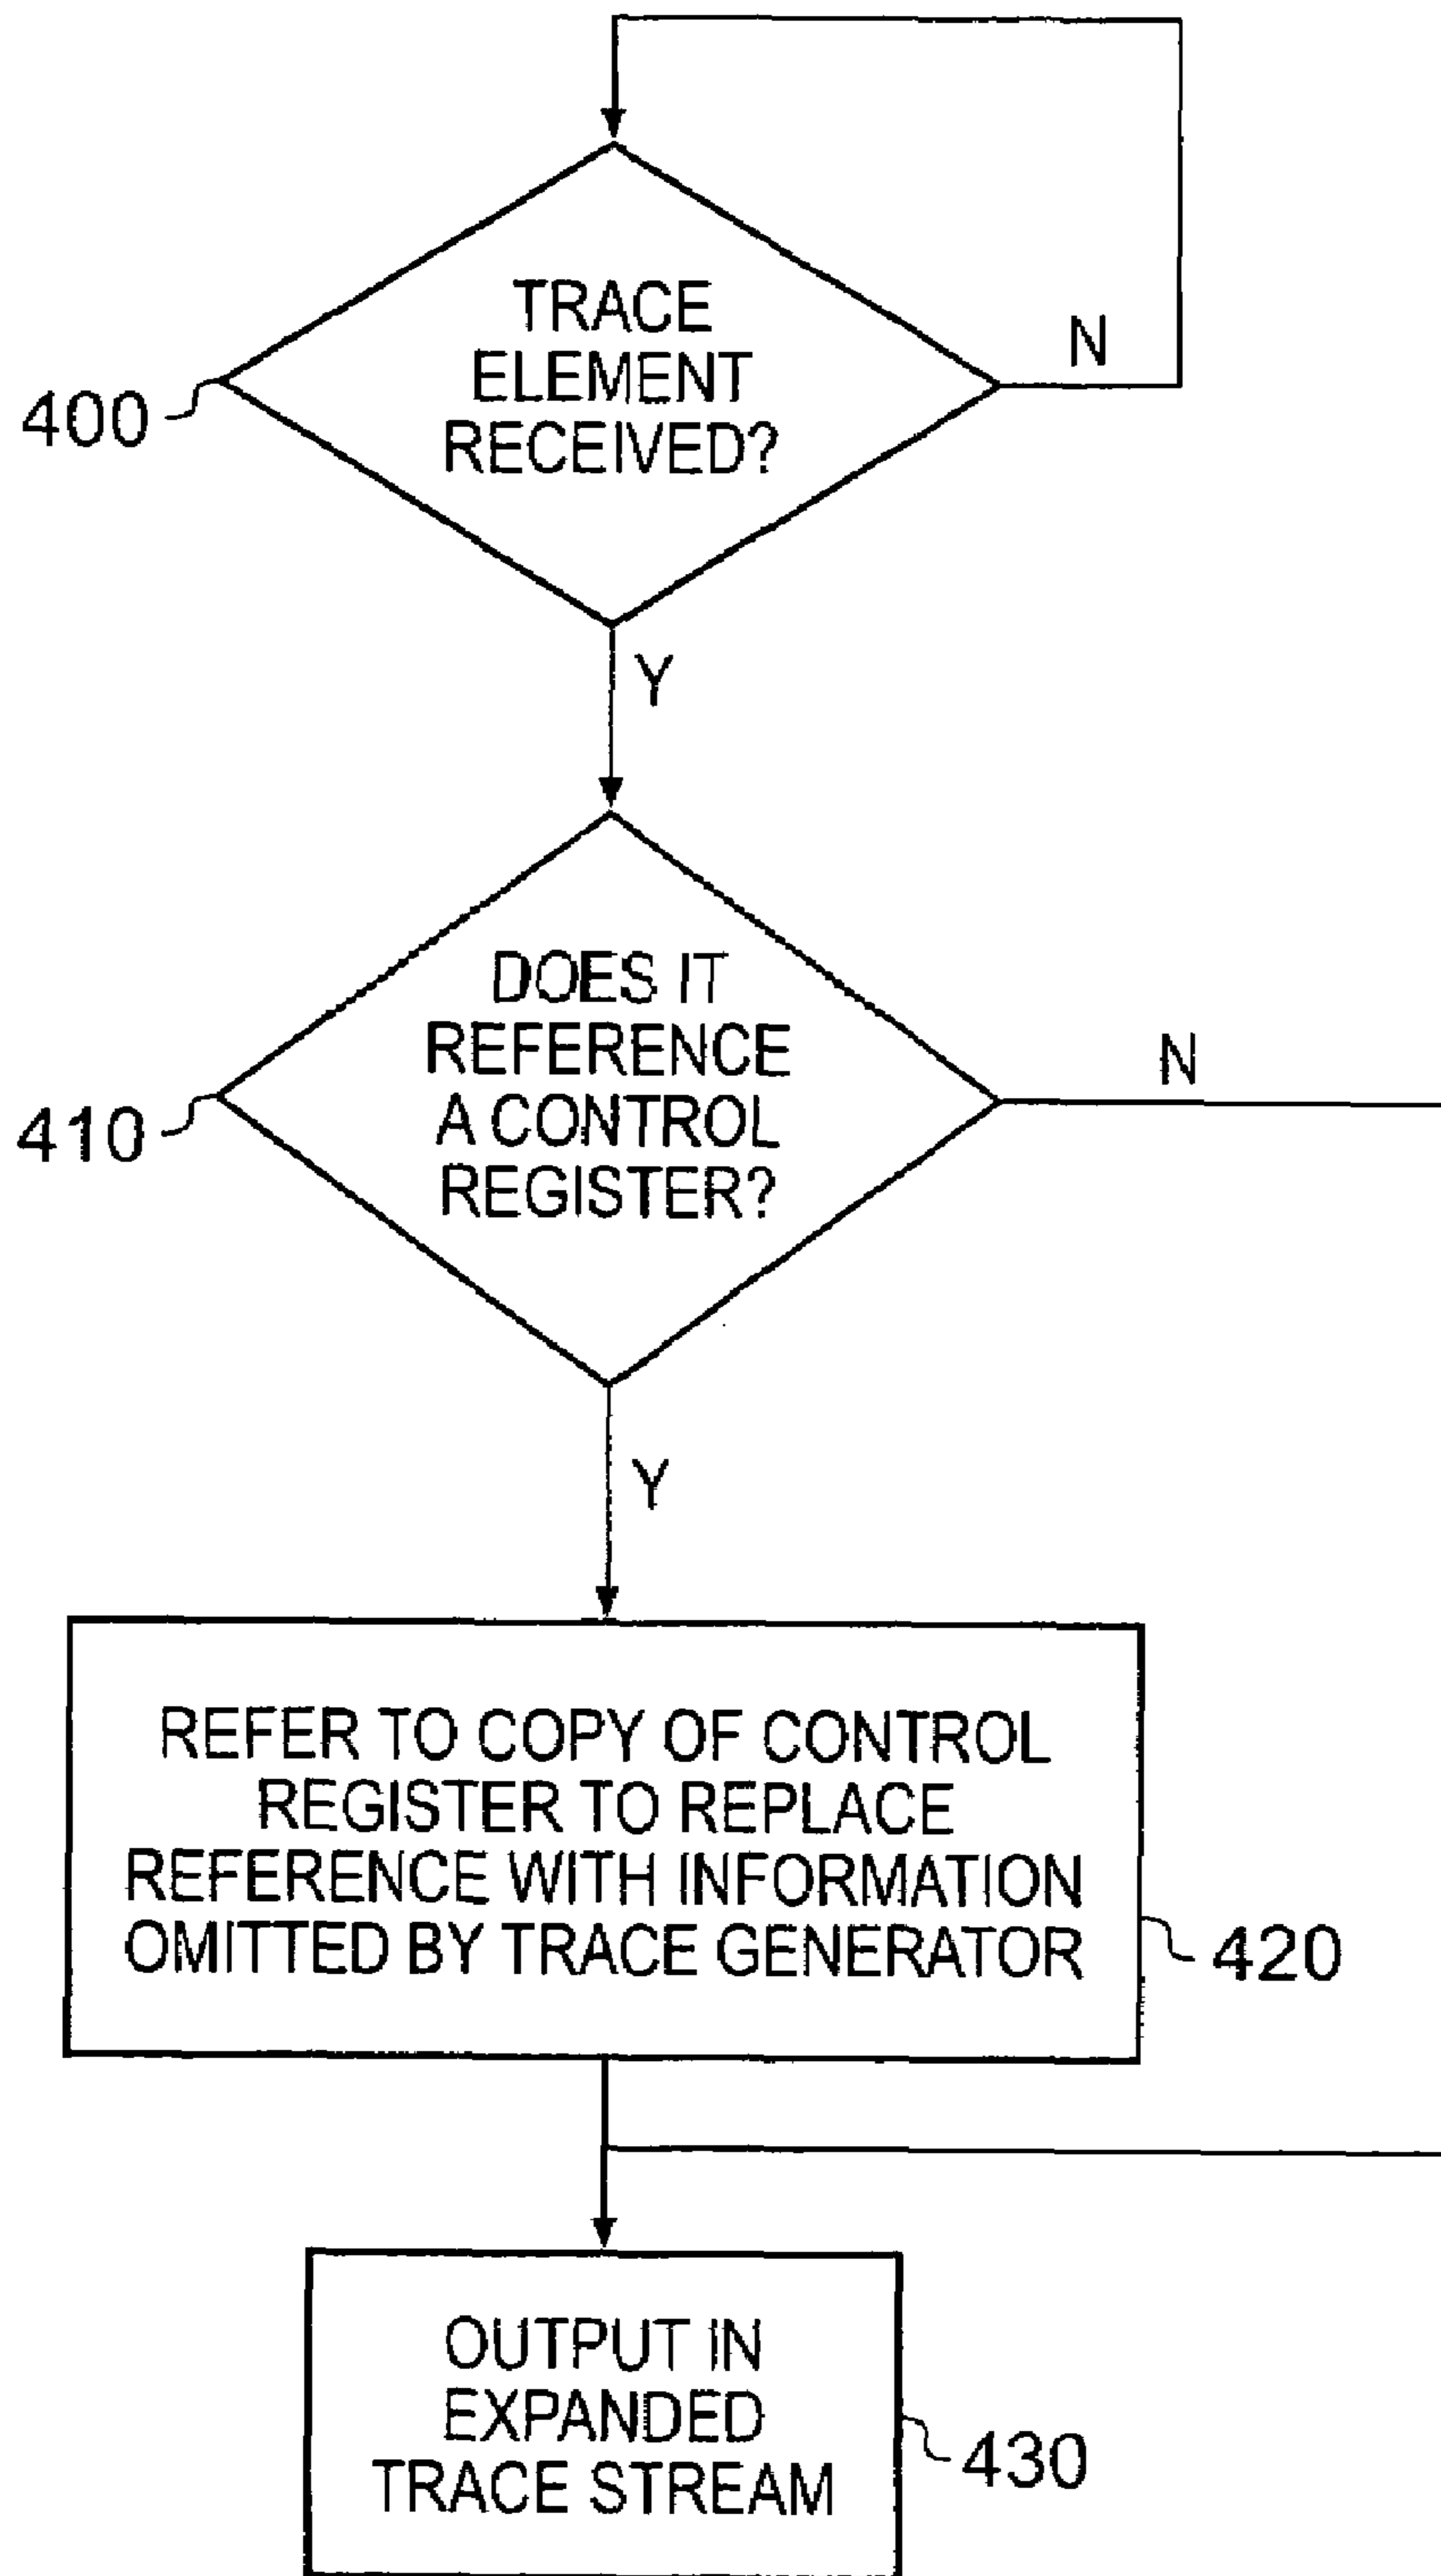 TRACE
ELEMENT
RECEIVED?
N
400
Y
DOES IT
REFERENCE
A CONTROL
REGISTER?
N
410
Y
REFER TO COPY OF CONTROL
REGISTER TO REPLACE
REFERENCE WITH INFORMATION
OMITTED BY TRACE GENERATOR
420
OUTPUT IN
EXPANDED
TRACE STREAM
430